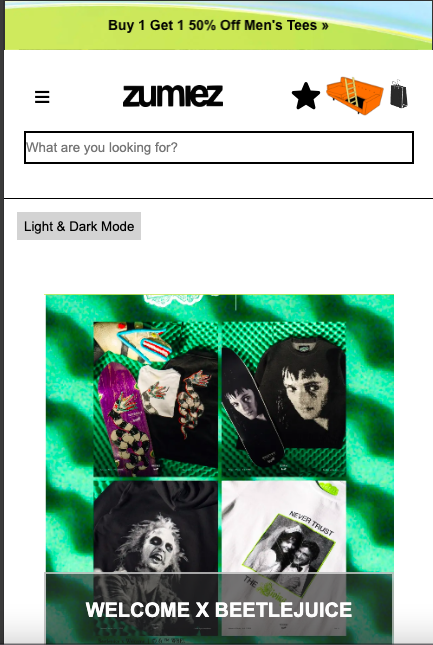 Buy 1 Get 1 50% Off Men's Tees »
zumiez
What are you looking for?
Light & Dark Mode
NEVER TRUST
THE
WELCOME X BEETLEJUICE